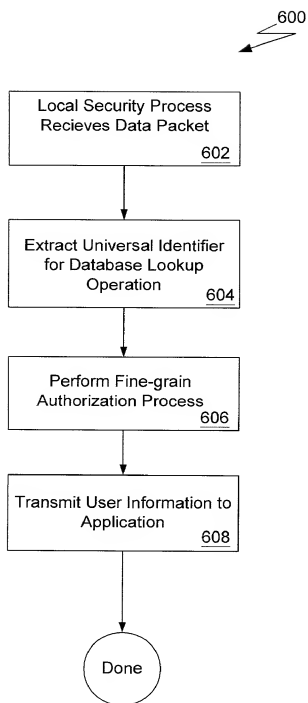 600
Local Security Process
Recieves Data Packet
602
Extract Universal Identifier
for Database Lookup
Operation
604
Perform Fine-grain
Authorization Process
606
Transmit User Information to
Application
608
Done